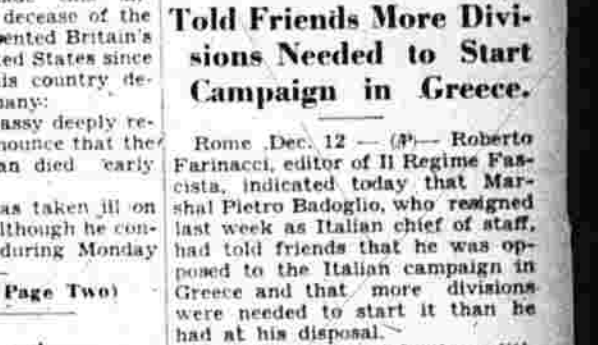 decease of the
ented Britain's
ed States since
is country de-
any:
assy deeply re-
nounce that the
an died early
as taken ill on
lthough he con-
during Monday
Page Two)
Told Friends More Divi-
sions Needed to Start
Campaign in Greece.
Rome Dec. 12 — (AP)— Roberto
Farinacci, editor of Il Regime Fas-
cista, indicated today that Mar-
shal Pietro Badoglio, who resigned
last week as Italian chief of staff,
had told friends that he was op-
posed to the Italian campaign in
Greece and that more divisions
were needed to start it than he
had at his disposal.